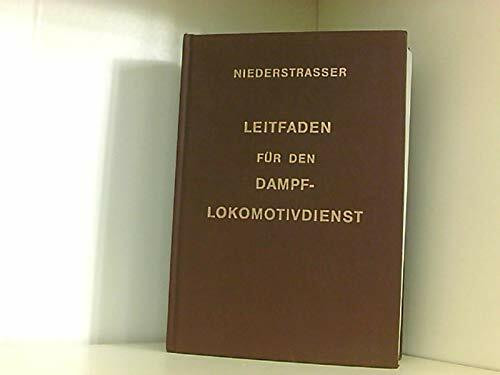 NIEDERSTRASSER
LEITFADEN
FÜR DEN
DAMPF-
LOKOMOTIVDIENST